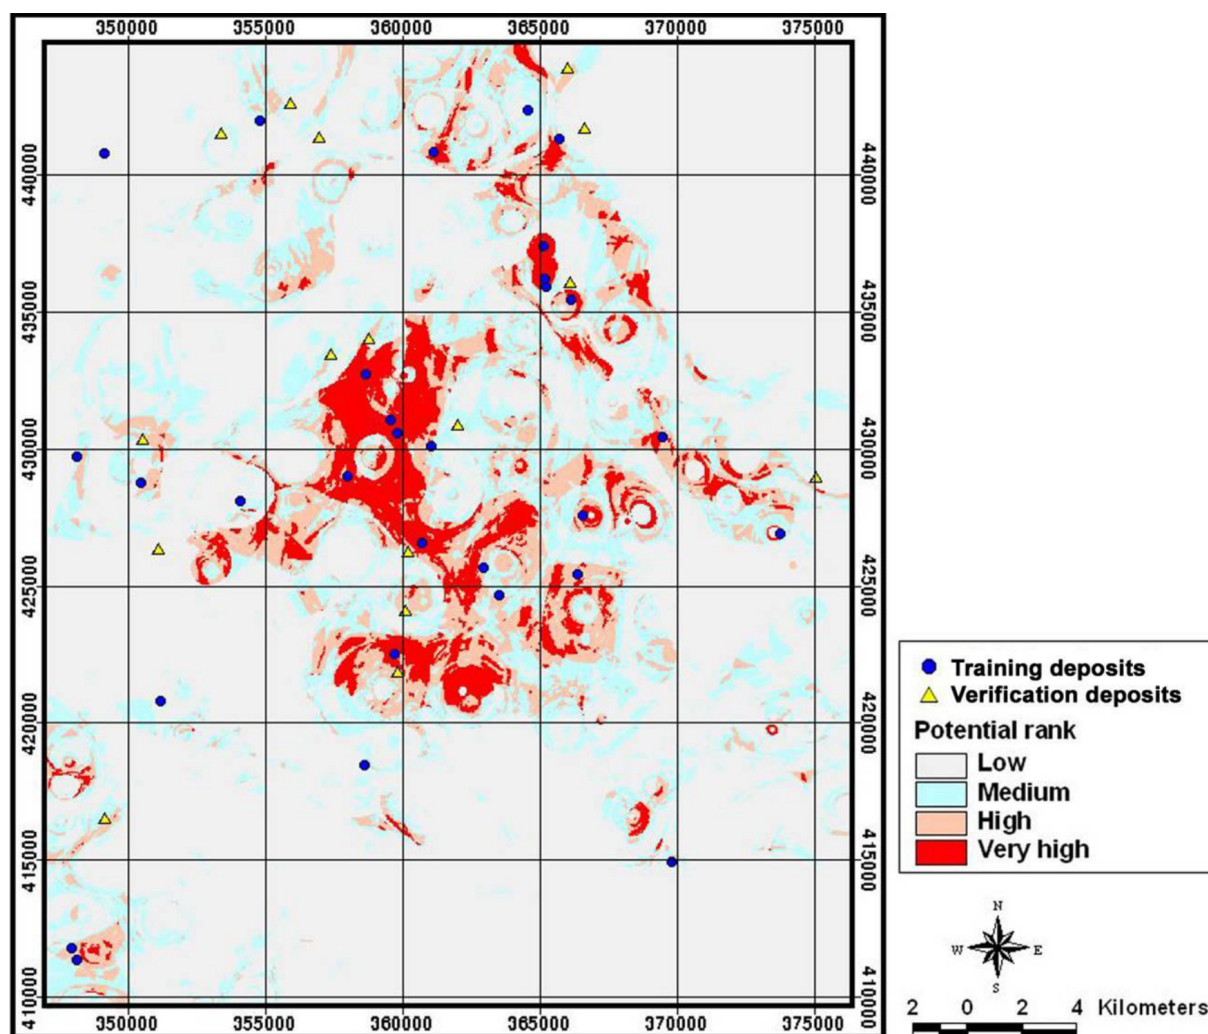 350000 355000 360000 365000 370000 375000
440000 440000
435000 435000
430000 430000
425000 425000
420000 420000
415000 415000
410000 410000
350000 355000 360000 365000 370000 375000
Training deposits
Verification deposits
Potential rank
Low
Medium
High
Very high
N
W E
S
2 0 2 4 Kilometers